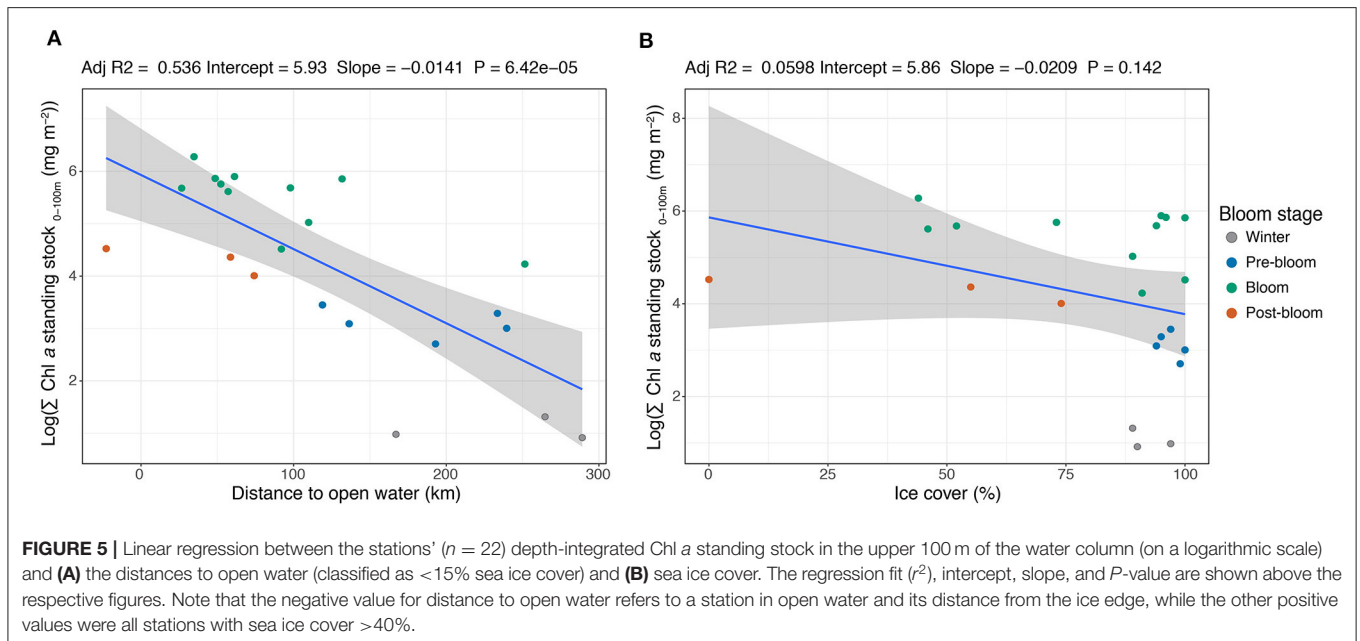 A
Adj R2 = 0.536 Intercept = 5.93 Slope = −0.0141 P = 6.42e−05
Log(Σ Chl a standing stock 0−100m (mg m⁻²))
6
4
2
0
100
200
300
Distance to open water (km)
B
Adj R2 = 0.0598 Intercept = 5.86 Slope = −0.0209 P = 0.142
Log(Σ Chl a standing stock 0−100m (mg m⁻²))
8
6
4
2
0
25
50
75
100
Ice cover (%)
Bloom stage
Winter
Pre-bloom
Bloom
Post-bloom
FIGURE 5 | Linear regression between the stations' (n = 22) depth-integrated Chl a standing stock in the upper 100 m of the water column (on a logarithmic scale)
and (A) the distances to open water (classified as <15% sea ice cover) and (B) sea ice cover. The regression fit (r²), intercept, slope, and P-value are shown above the
respective figures. Note that the negative value for distance to open water refers to a station in open water and its distance from the ice edge, while the other positive
values were all stations with sea ice cover >40%.